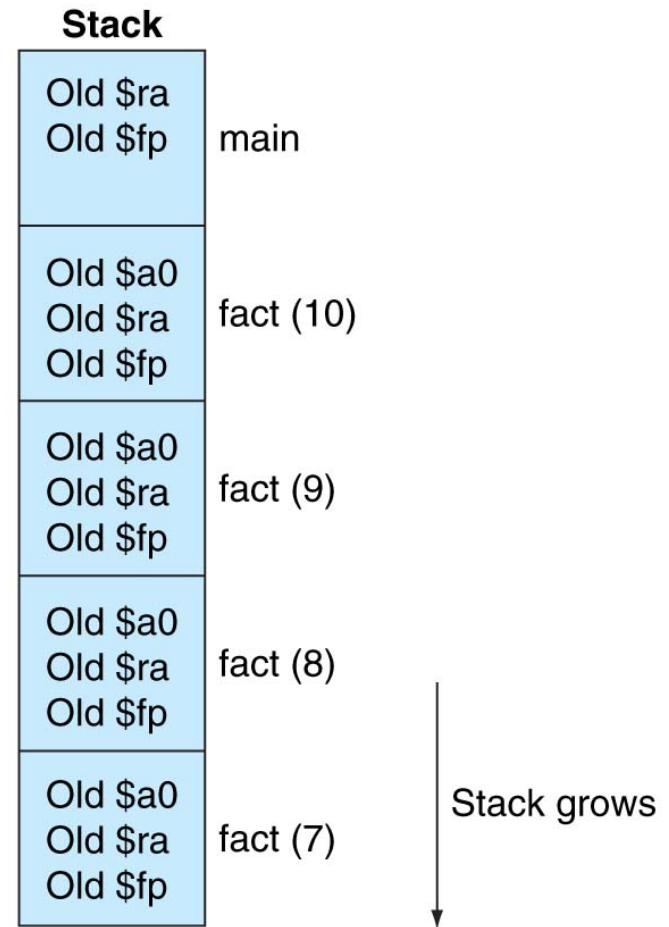 Stack
Old $ra
Old $fp
main
Old $a0
Old $ra
Old $fp
fact (10)
Old $a0
Old $ra
Old $fp
fact (9)
Old $a0
Old $ra
Old $fp
fact (8)
Old $a0
Old $ra
Old $fp
fact (7)
Stack grows